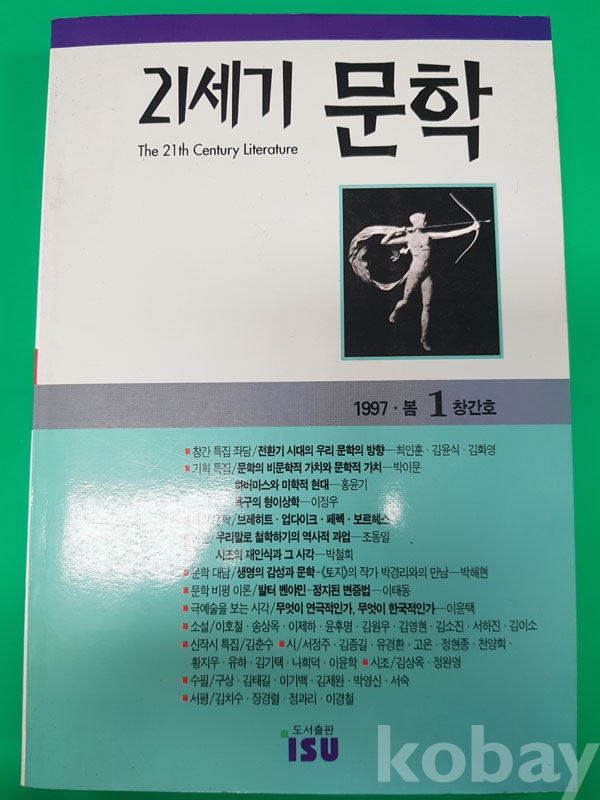 21세기 문학
The 21th Century Literature
1997 · 봄 1 창간호
창간 특집 좌담/전환기 시대의 우리 문학의 방향—최인훈 · 김윤식 · 김화영
기획 특집/문학의 비문학적 가치와 문학적 가치—박이문
하버마스와 미학적 현대—홍윤기
욕구의 형이상학—이정우
문학/브레히트 · 업다이크 · 페렉 · 보르헤스
우리말로 철학하기의 역사적 과업—조동일
시조의 재인식과 그 시각—박철희
문학 대담/생명의 감성과 문학-《토지》의 작가 박경리와의 만남—박해현
문학 비평 이론/발터 벤야민-정지된 변증법—이태동
극예술을 보는 시각/무엇이 연극적인가, 무엇이 한국적인가—이윤택
소설/이호철 · 송상옥 · 이제하 · 윤후명 · 김원우 · 김영현 · 김소진 · 서하진 · 김이소
신작시 특집/김춘수 시/서정주 · 김종길 · 유경환 · 고은 · 정현종 · 천양희 ·
황지우 · 유하 · 김기택 · 나희덕 · 이윤학 시조/김상옥 · 정완영
수필/구상 · 김태길 · 이기백 · 김제완 · 박영신 · 서숙
서평/김치수 · 장경렬 · 정과리 · 이경철
도서출판
ISU
kobay